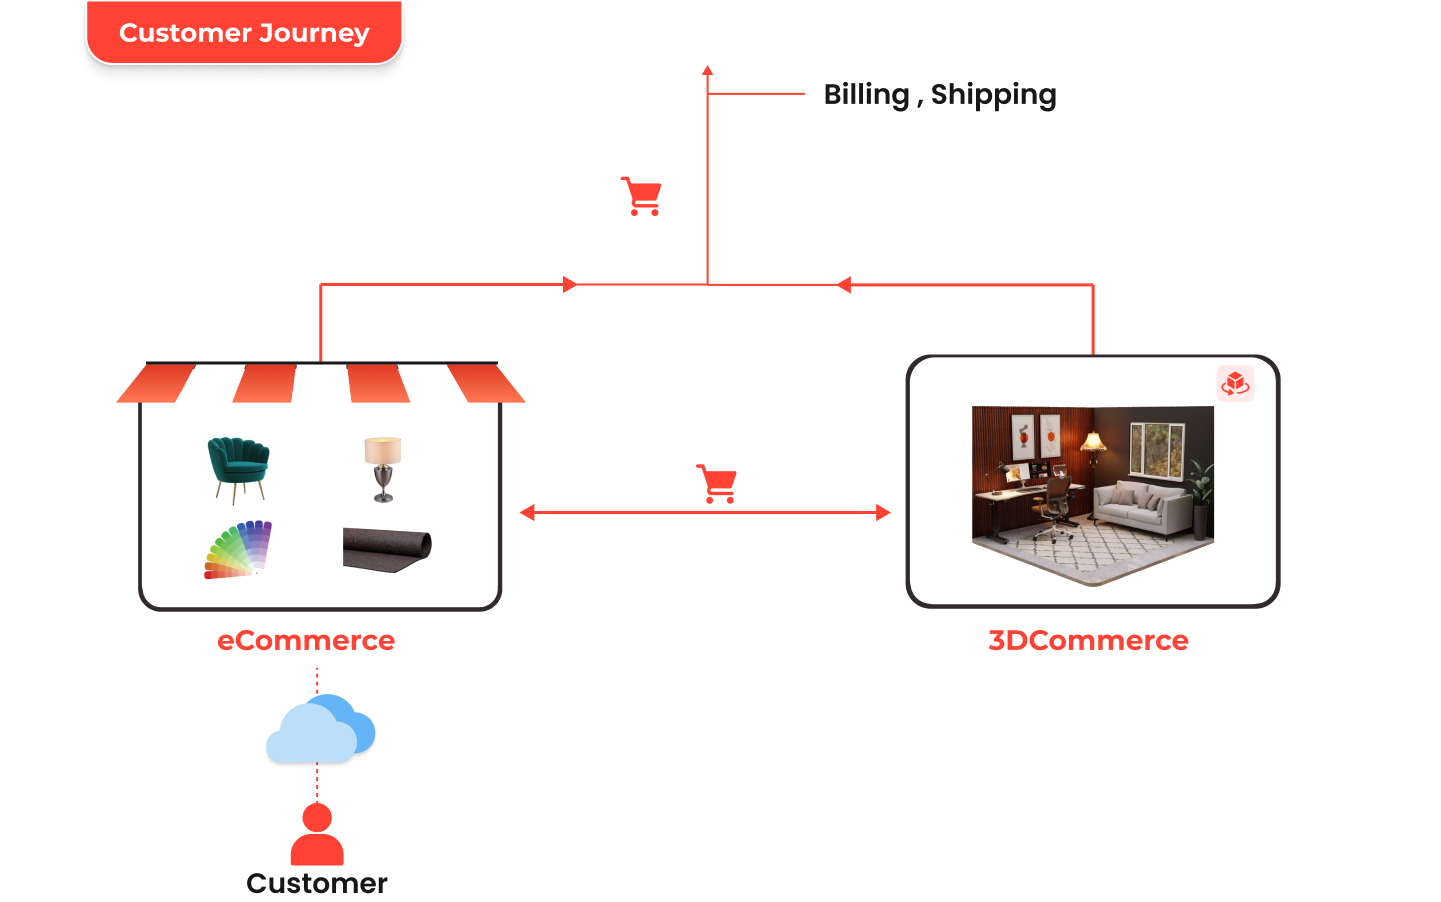 Customer Journey
Billing , Shipping
eCommerce
3DCommerce
Customer